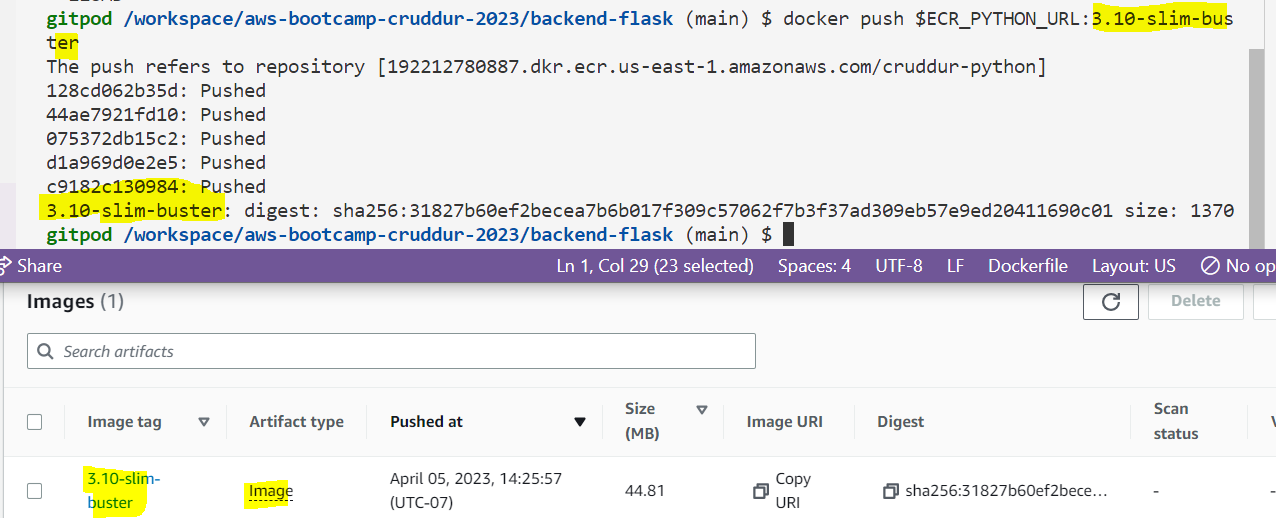 gitpod /workspace/aws-bootcamp-cruddur-2023/backend-flask (main) $ docker push $ECR_PYTHON_URL:3.10-slim-bus
ter
The push refers to repository [192212780887.dkr.ecr.us-east-1.amazonaws.com/cruddur-python]
128cd062b35d: Pushed
44ae7921fd10: Pushed
075372db15c2: Pushed
d1a969d0e2e5: Pushed
c9182c130984: Pushed
3.10-slim-buster: digest: sha256:31827b60ef2becea7b6b017f309c57062f7b3f37ad309eb57e9ed20411690c01 size: 1370
gitpod /workspace/aws-bootcamp-cruddur-2023/backend-flask (main) $
Share Ln 1, Col 29 (23 selected) Spaces: 4 UTF-8 LF Dockerfile Layout: US No op
Images (1)
Delete
Search artifacts
Image tag Artifact type Pushed at Size (MB) Image URI Digest Scan status
3.10-slim-buster Image April 05, 2023, 14:25:57 (UTC-07) 44.81 Copy URI sha256:31827b60ef2bece... - -